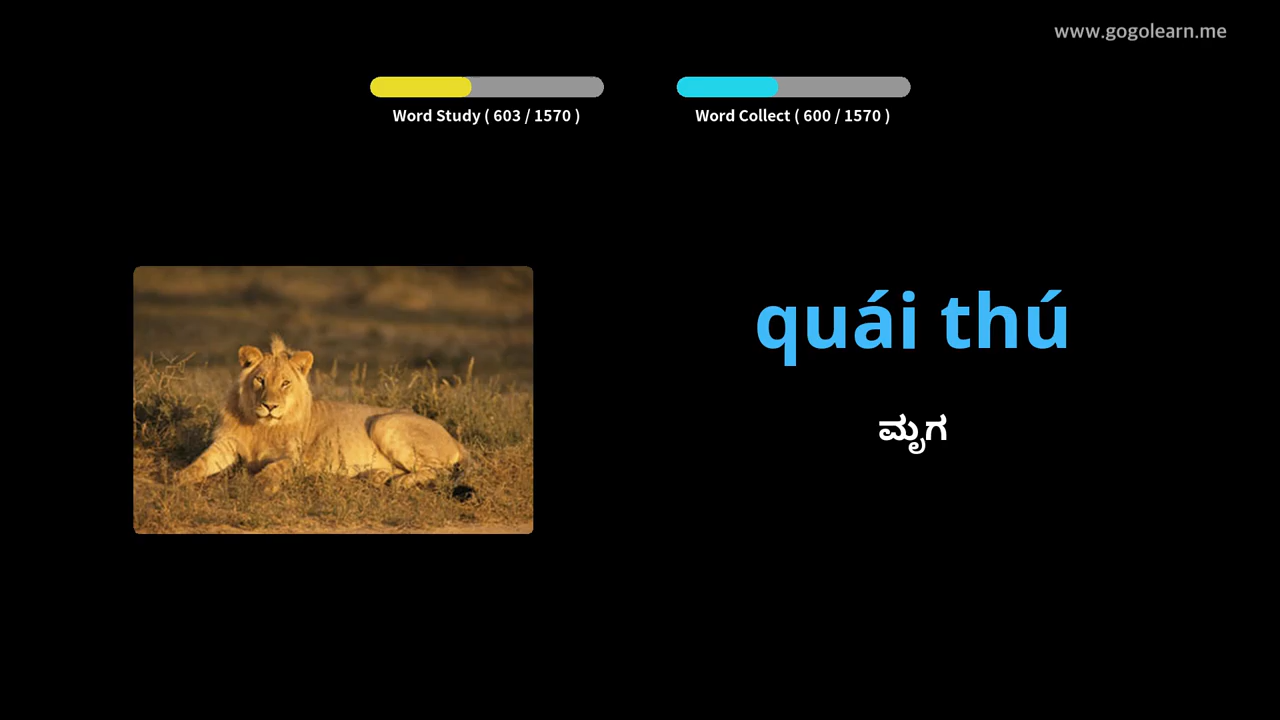 www.gogolearn.me
Word Study ( 603 / 1570 )
Word Collect ( 600 / 1570 )
quái thú
ಮೃಗ